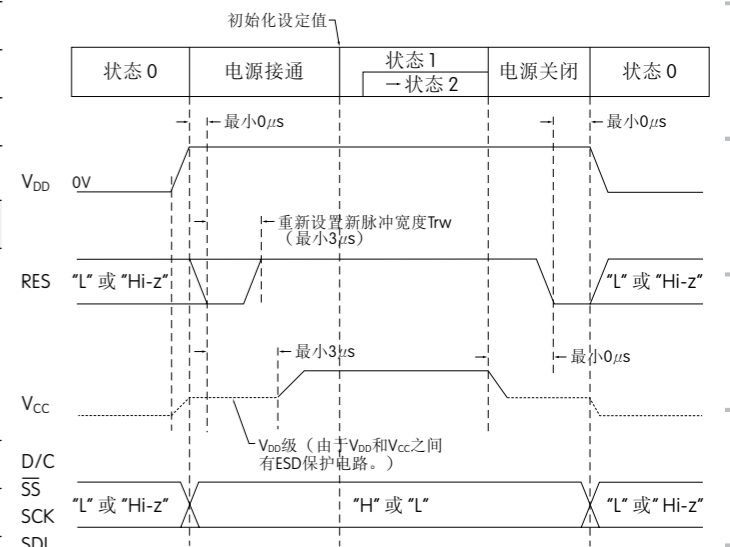 初始化设定值
状态 0
电源接通
状态 1
→状态 2
电源关闭
状态 0
最小0μs
最小0μs
VDD
0V
重新设置新脉冲宽度Trw
（最小3μs）
RES
"L" 或 "Hi-z"
"L" 或 "Hi-z"
最小3μs
最小0μs
VCC
VDD级（由于VDD和VCC之间
有ESD保护电路。）
D/C
SS
SCK
SDI
"L" 或 "Hi-z"
"H" 或 "L"
"L" 或 "Hi-z"